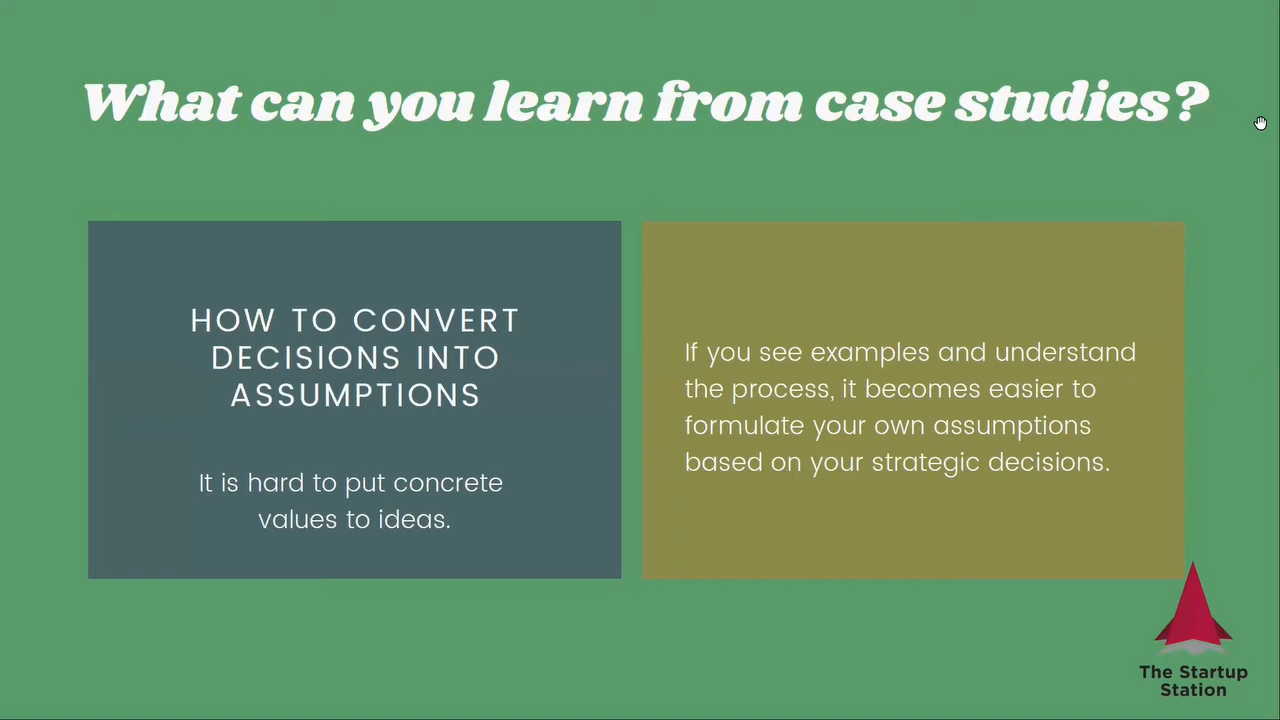 What can you learn from case studies?
HOW TO CONVERT
DECISIONS INTO
ASSUMPTIONS
It is hard to put concrete
values to ideas.
If you see examples and understand
the process, it becomes easier to
formulate your own assumptions
based on your strategic decisions.
The Startup
Station